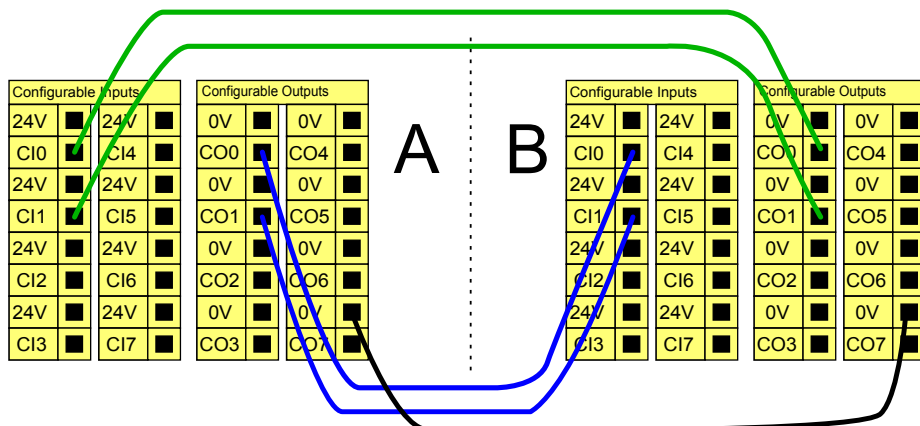 Configurable Inputs Configurable Outputs Configurable Inputs Configurable Outputs
24V 24V 0V 0V A B 24V 24V 0V 0V
CI0 CI4 CO0 CO4 CI0 CI4 CO0 CO4
24V 24V 0V 0V 24V 24V 0V 0V
CI1 CI5 CO1 CO5 CI1 CI5 CO1 CO5
24V 24V 0V 0V 24V 24V 0V 0V
CI2 CI6 CO2 CO6 CI2 CI6 CO2 CO6
24V 24V 0V 0V 24V 24V 0V 0V
CI3 CI7 CO3 CO7 CI3 CI7 CO3 CO7